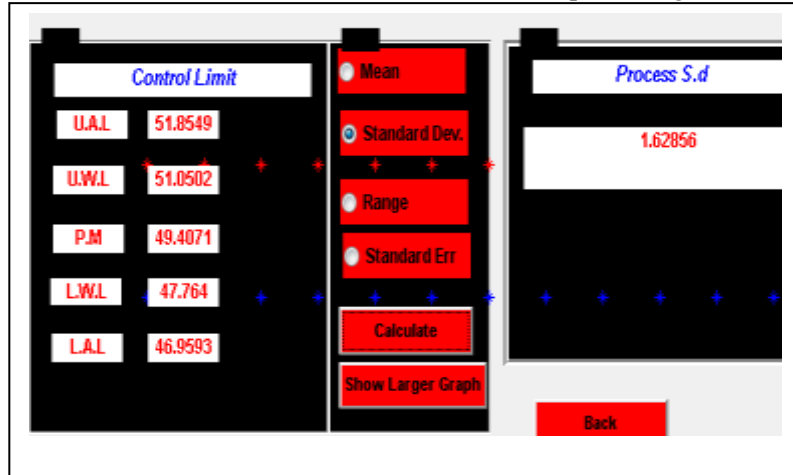 Control Limit
U.A.L 51.8549
U.W.L 51.0502
P.M 49.4071
L.W.L 47.764
L.A.L 46.9593
Mean
Standard Dev.
Range
Standard Err
Calculate
Show Larger Graph
Process S.d
1.62856
Back